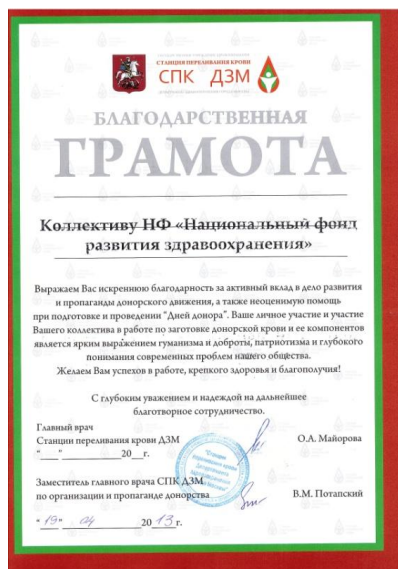 СТАНЦИЯ ПЕРЕЛИВАНИЯ КРОВИ
СПК ДЗМ
БЛАГОДАРСТВЕННАЯ
ГРАМОТА
Коллективу НФ «Национальный фонд
развития здравоохранения»
Выражаем Вас искреннюю благодарность за активный вклад в дело развития
и пропаганды донорского движения, а также неоценимую помощь
при подготовке и проведении "Дней донора". Ваше личное участие и участие
Вашего коллектива в работе по заготовке донорской крови и ее компонентов
является ярким выражением гуманизма и доброты, патриотизма и глубокого
понимания современных проблем нашего общества.
Желаем Вам успехов в работе, крепкого здоровья и благополучия!
С глубоким уважением и надеждой на дальнейшее
благотворное сотрудничество.
Главный врач
Станции переливания крови ДЗМ
О.А. Майорова
"__"________20__г.
Заместитель главного врача СПК ДЗМ
по организации и пропаганде донорства
В.М. Потапский
"19" 04 2013 г.